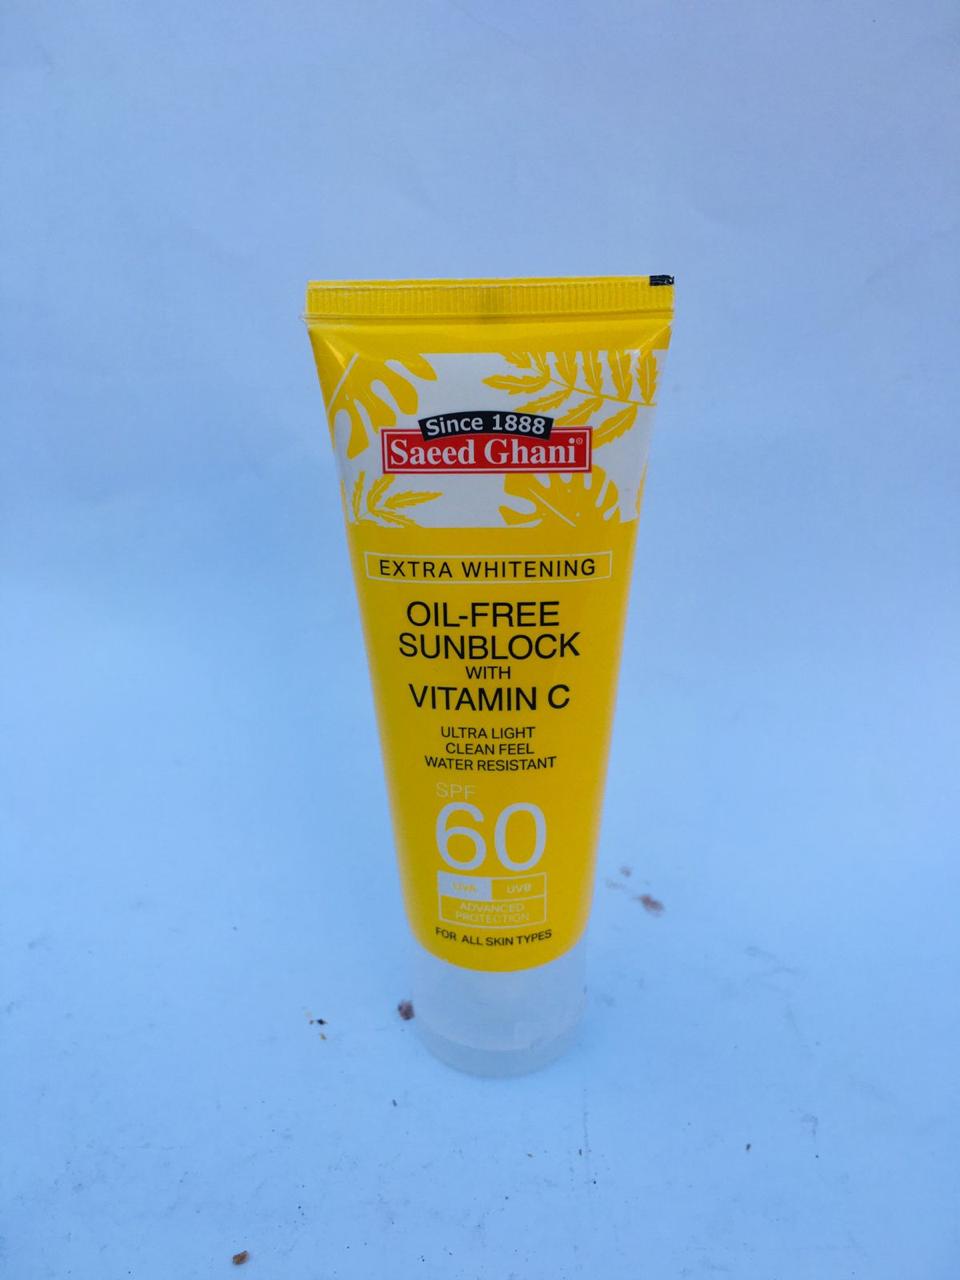 Since 1888
Saeed Ghani®
EXTRA WHITENING
OIL-FREE
SUNBLOCK
WITH
VITAMIN C
ULTRA LIGHT
CLEAN FEEL
WATER RESISTANT
SPF
60
UVA UVB
ADVANCED
PROTECTION
FOR ALL SKIN TYPES